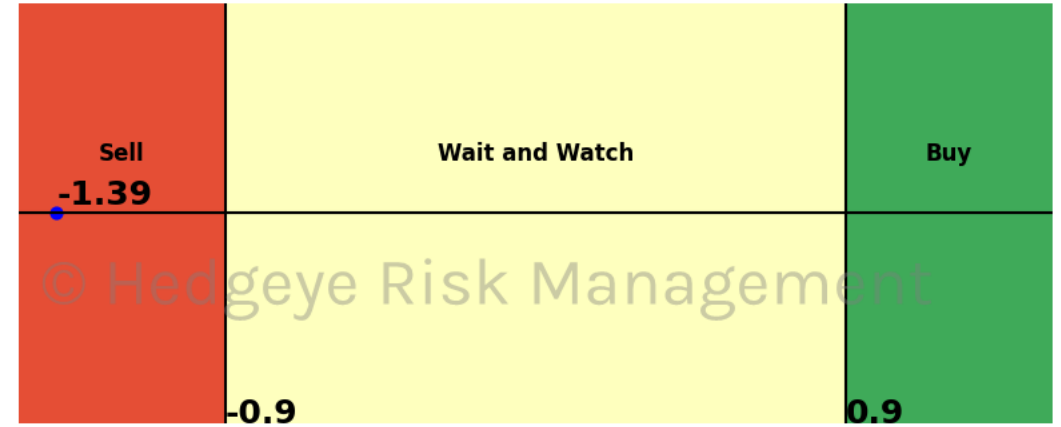 Sell
Wait and Watch
Buy
-1.39
© Hedgeye Risk Management
-0.9
0.9